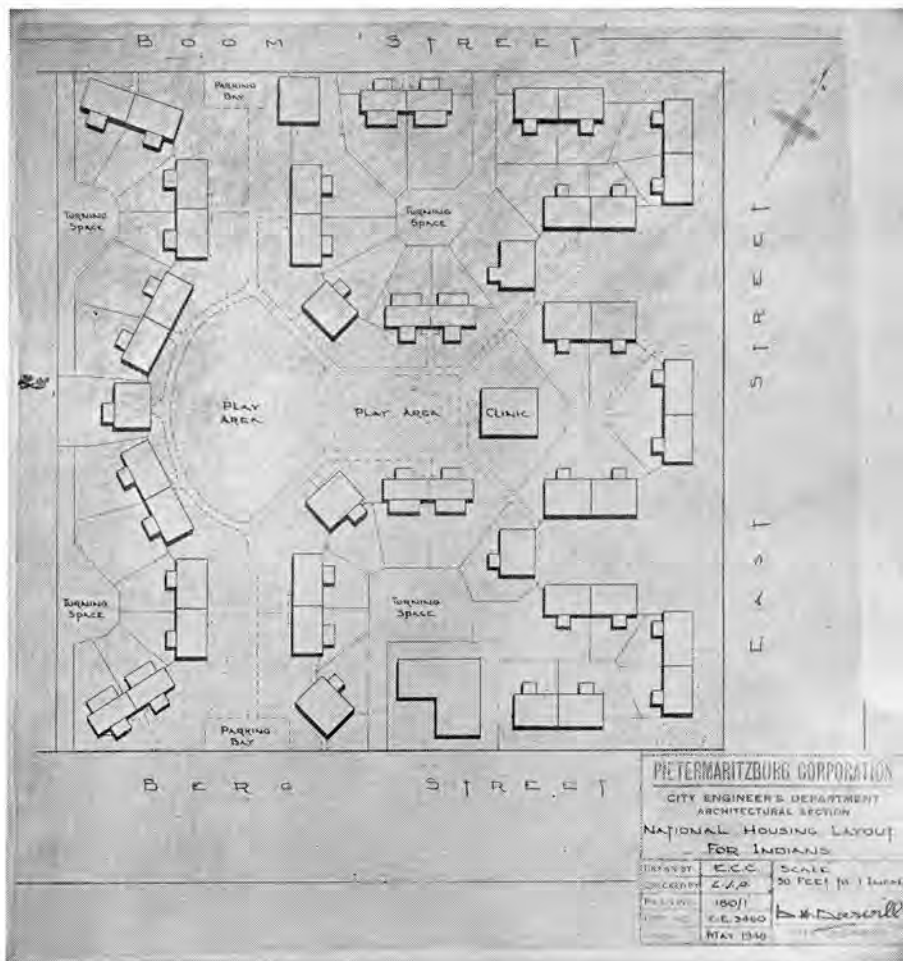 BOOM STREET
PARKING
BAY
TURNING
SPACE
TURNING
SPACE
EAST STREET
PLAY
AREA
PLAY AREA
CLINIC
TURNING
SPACE
TURNING
SPACE
PARKING
BAY
BERG STREET
PIETERMARITZBURG CORPORATION
CITY ENGINEER'S DEPARTMENT
ARCHITECTURAL SECTION
NATIONAL HOUSING LAYOUT
FOR INDIANS
E.C.C. SCALE
50 FEET TO 1 INCH
180/1
C.E. 3460
MAY